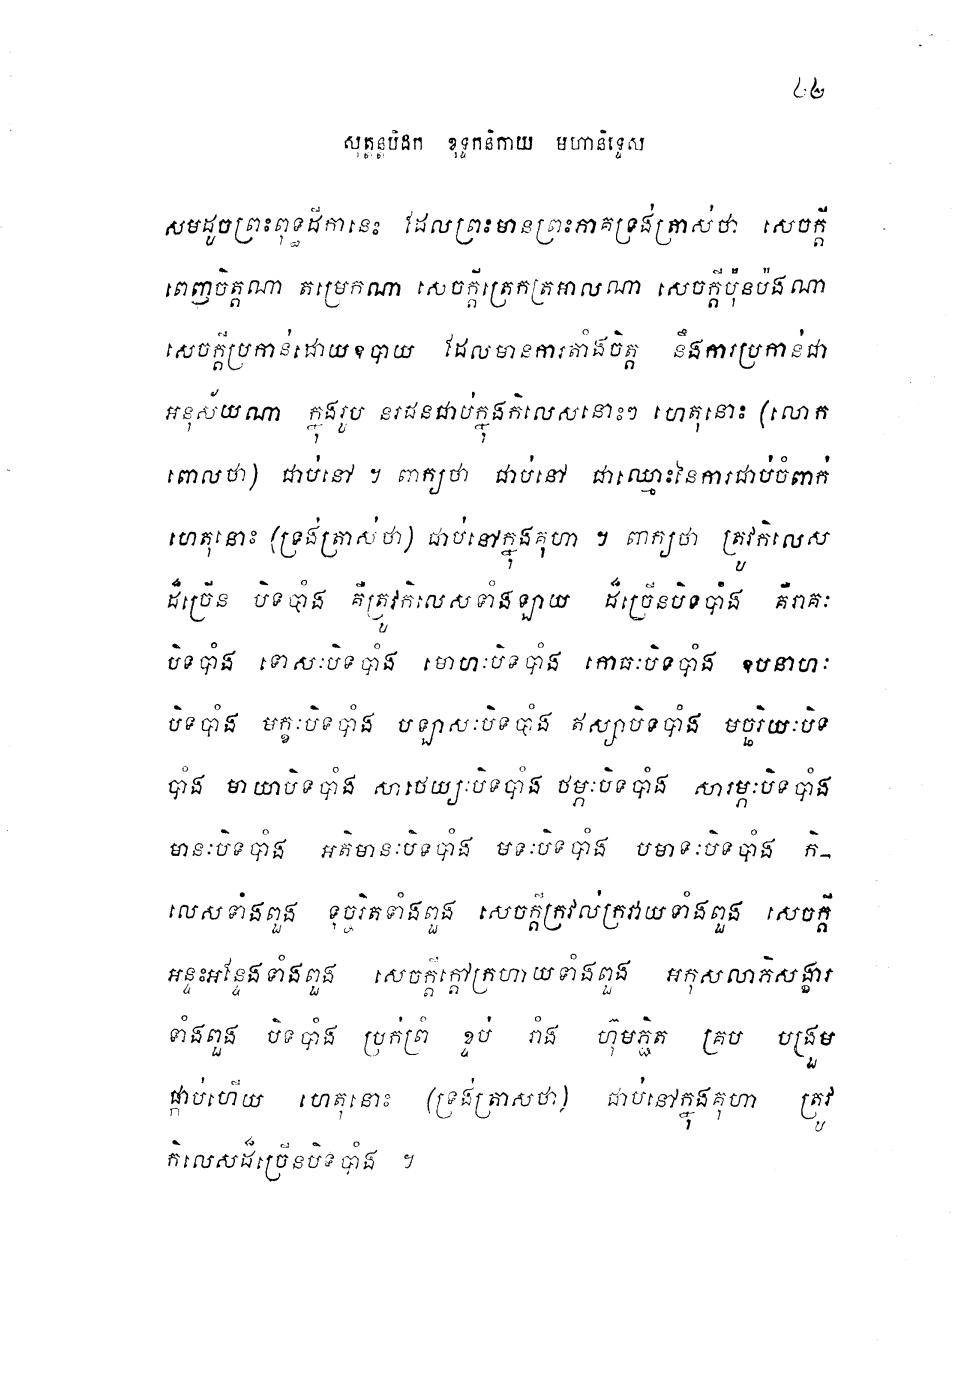 ៤២
សុត្តន្តបិដក ខុទ្ទកនិកាយ មហានិទ្ទេស
សមដូចព្រះពុទ្ធដីកានេះ ដែលព្រះមានព្រះភាគទ្រង់ត្រាស់ថា សេចក្តី
ពេញចិត្តណា តម្រេកណា សេចក្តីត្រេកត្រអាលណា សេចក្តីប៉ុនប៉ងណា
សេចក្តីប្រកាន់ដោយឧបាយ ដែលមានការតាំងចិត្ត នឹងការប្រកាន់ជា
អនុស័យណា ក្នុងរូប នរជនជាប់ក្នុងកិលេសនោះៗ ហេតុនោះ (លោក
ពោលថា) ជាប់នៅ ។ ពាក្យថា ជាប់នៅ ជាឈ្មោះនៃការជាប់ចំពាក់
ហេតុនោះ (ទ្រង់ត្រាស់ថា) ជាប់នៅក្នុងគុហា ។ ពាក្យថា ត្រូវកិលេស
ដ៏ច្រើន បិទបាំង គឺត្រូវកិលេសទាំងឡាយ ដ៏ច្រើនបិទបាំង គឺរាគៈ
បិទបាំង ទោសៈបិទបាំង មោហៈបិទបាំង កោធៈបិទបាំង ឧបនាហៈ
បិទបាំង មក្ខៈបិទបាំង បឡាសៈបិទបាំង ឥស្សាបិទបាំង មច្ឆរិយៈបិទ
បាំង មាយាបិទបាំង សាថេយ្យៈបិទបាំង ថម្ភៈបិទបាំង សារម្ភៈបិទបាំង
មានៈបិទបាំង អតិមានៈបិទបាំង មទៈបិទបាំង បមាទៈបិទបាំង កិ-
លេសទាំងពួង ទុច្ចរិតទាំងពួង សេចក្តីក្រវល់ក្រវាយទាំងពួង សេចក្តី
អន្ទះអន្ទែងទាំងពួង សេចក្តីក្តៅក្រហាយទាំងពួង អកុសលាភិសង្ខារ
ទាំងពួង បិទបាំង ប្រក់ព្រំ ខ្ទប់ រាំង ហ៊ុមភ្ជិត គ្រប បង្រួម
ផ្កាប់ហើយ ហេតុនោះ (ទ្រង់ត្រាសថា) ជាប់នៅក្នុងគុហា ត្រូវ
កិលេសដ៏ច្រើនបិទបាំង ។